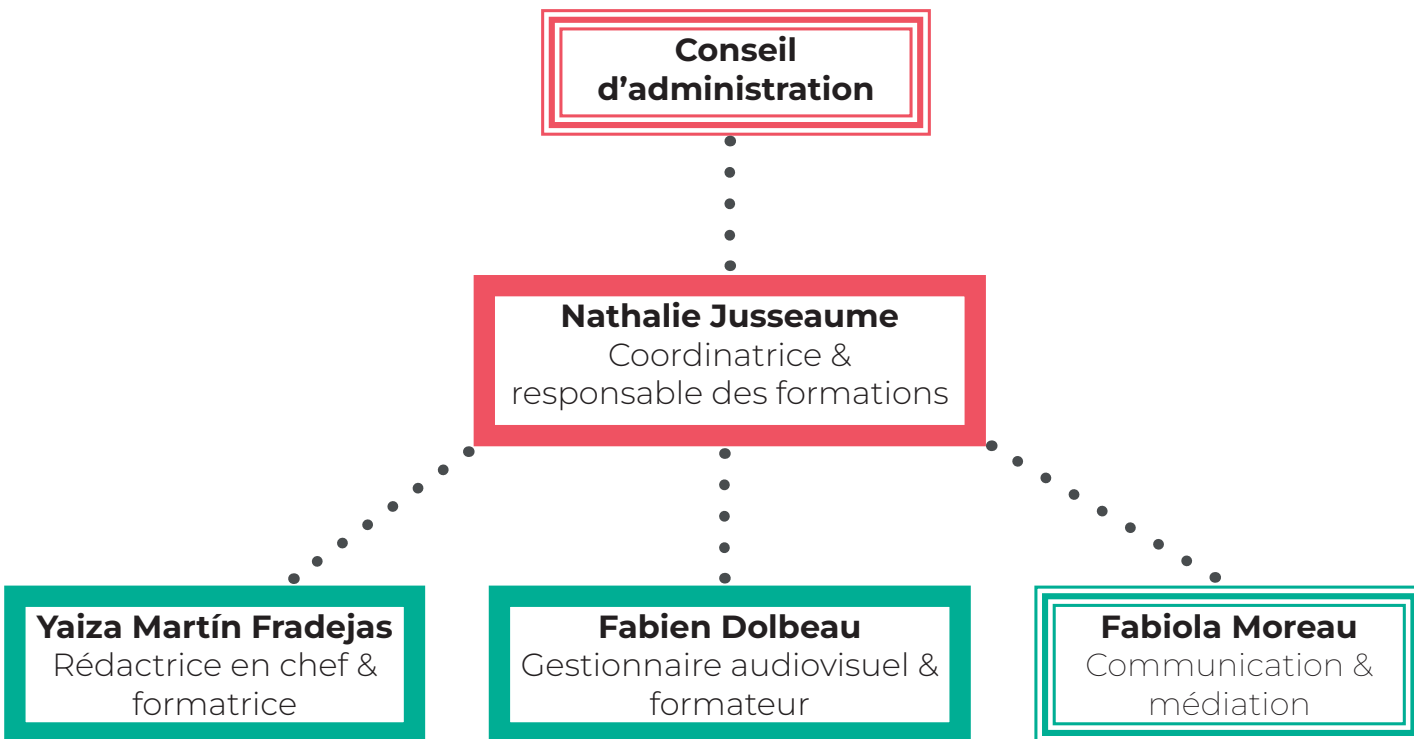 Conseil
d’administration
Nathalie Jusseaume
Coordinatrice &
responsable des formations
Yaiza Martín Fradejas
Rédactrice en chef &
formatrice
Fabien Dolbeau
Gestionnaire audiovisuel &
formateur
Fabiola Moreau
Communication &
médiation